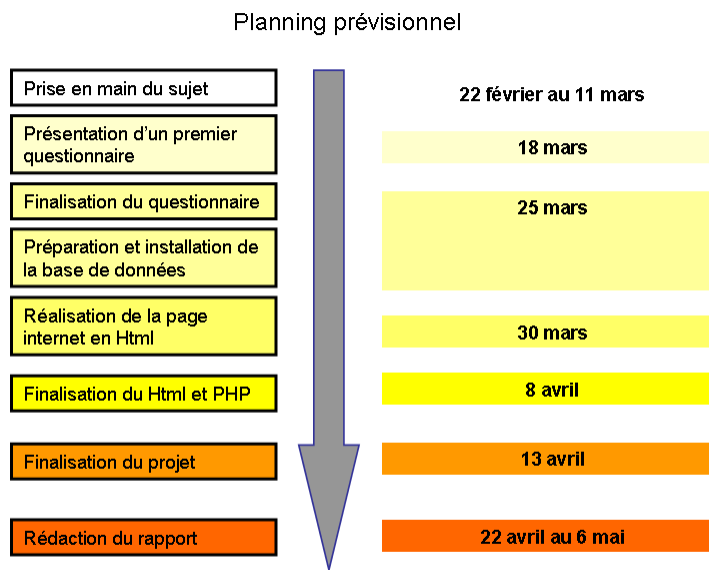 Planning prévisionnel
Prise en main du sujet
22 février au 11 mars
Présentation d'un premier
questionnaire
18 mars
Finalisation du questionnaire
25 mars
Préparation et installation de
la base de données
Réalisation de la page
internet en Html
30 mars
Finalisation du Html et PHP
8 avril
Finalisation du projet
13 avril
Rédaction du rapport
22 avril au 6 mai